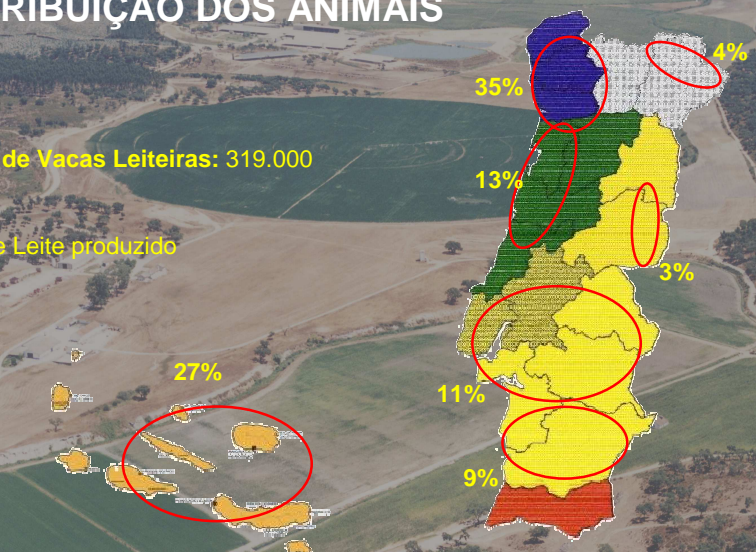 RIBUIÇÃO DOS ANIMAIS
4%
35%
de Vacas Leiteiras: 319.000
13%
e Leite produzido
3%
27%
11%
9%